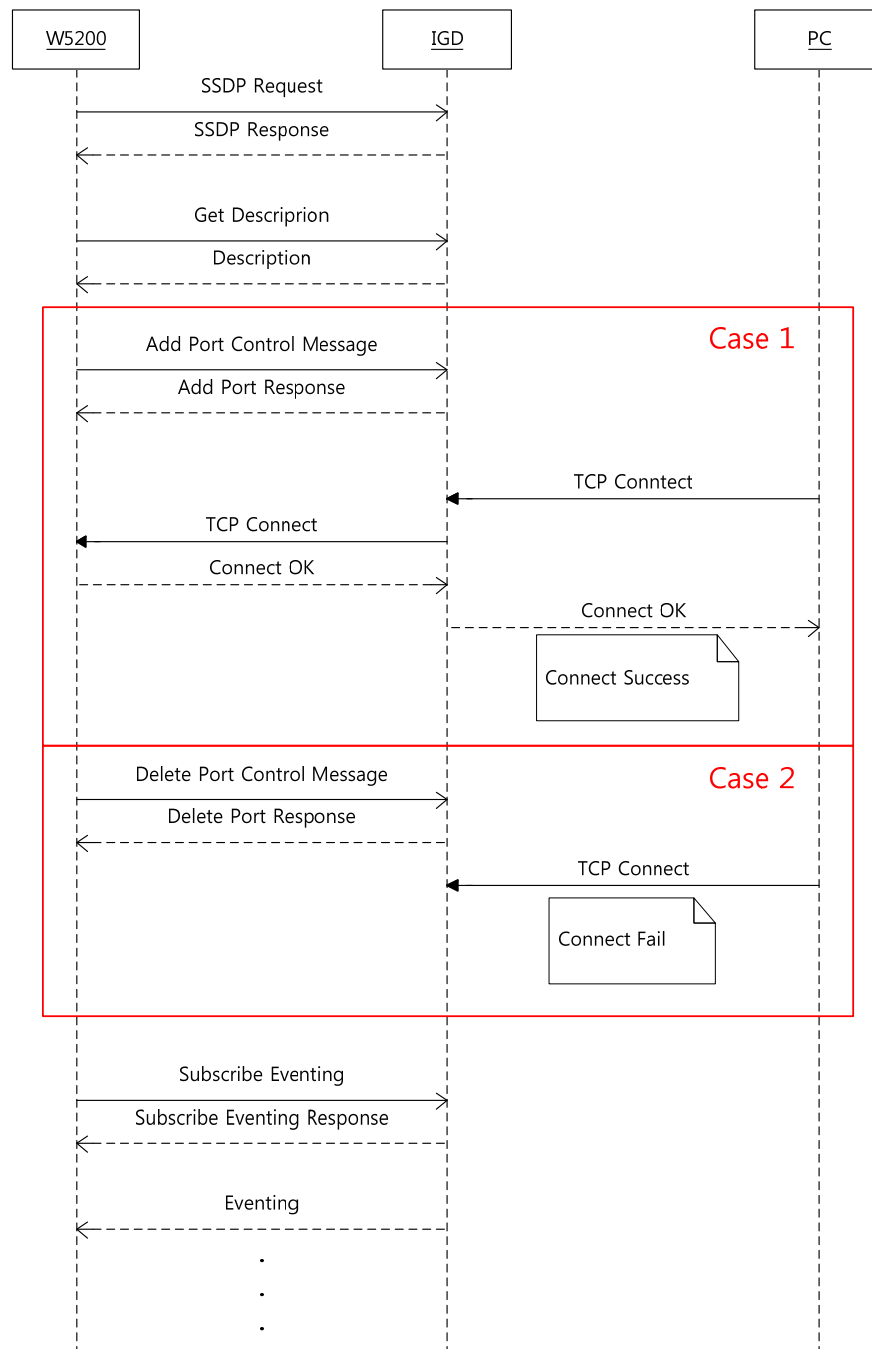 W5200
IGD
PC
SSDP Request
SSDP Response
Get Descriprion
Description
Case 1
Add Port Control Message
Add Port Response
TCP Conntect
TCP Connect
Connect OK
Connect OK
Connect Success
Case 2
Delete Port Control Message
Delete Port Response
TCP Connect
Connect Fail
Subscribe Eventing
Subscribe Eventing Response
Eventing
.
.
.